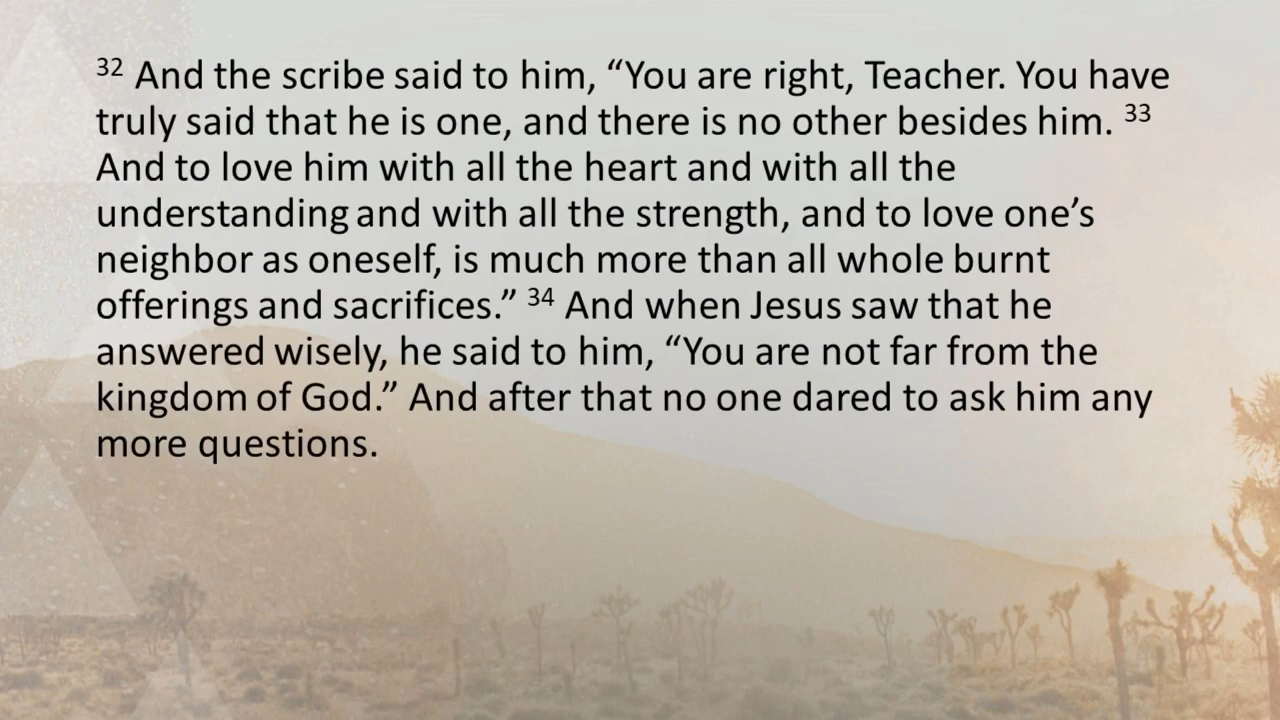 32 And the scribe said to him, “You are right, Teacher. You have
truly said that he is one, and there is no other besides him. 33
And to love him with all the heart and with all the
understanding and with all the strength, and to love one’s
neighbor as oneself, is much more than all whole burnt
offerings and sacrifices.” 34 And when Jesus saw that he
answered wisely, he said to him, “You are not far from the
kingdom of God.” And after that no one dared to ask him any
more questions.